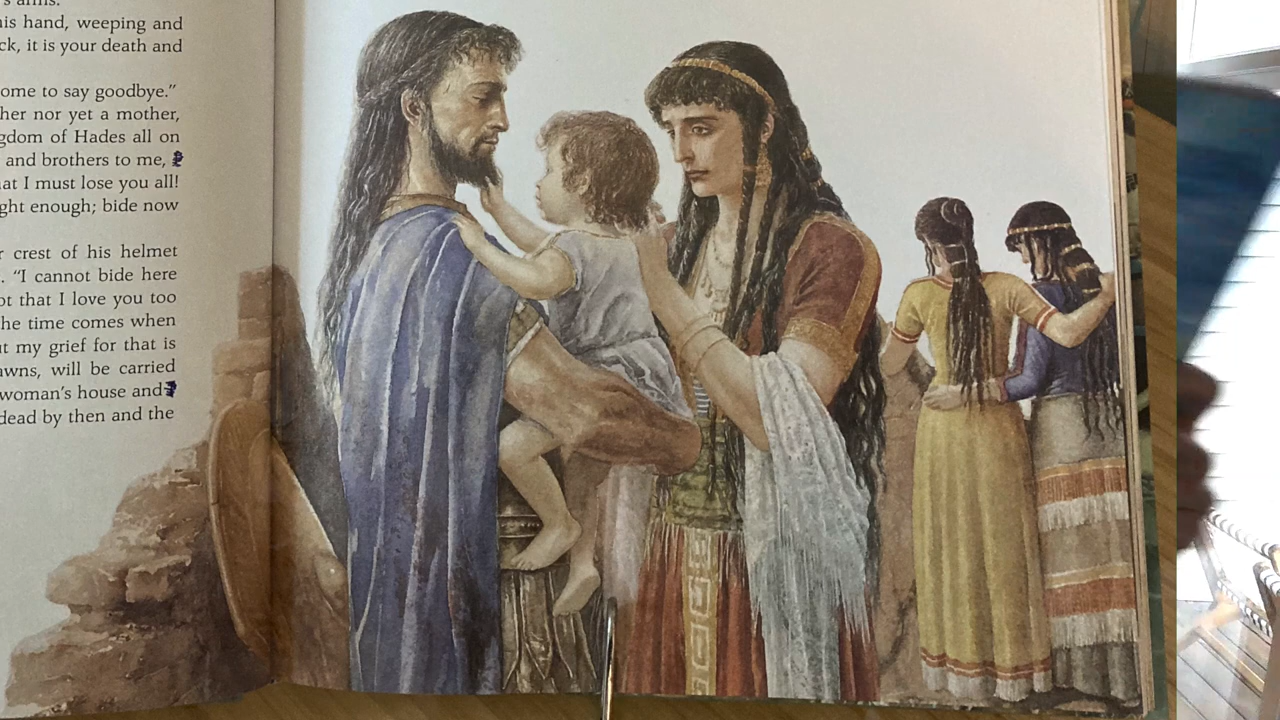 s arms.
his hand, weeping and
ck, it is your death and
ome to say goodbye."
her nor yet a mother,
gdom of Hades all on
and brothers to me,
at I must lose you all!
ght enough; bide now
r crest of his helmet
. "I cannot bide here
ot that I love you too
he time comes when
ut my grief for that is
awns, will be carried
woman's house and
dead by then and the